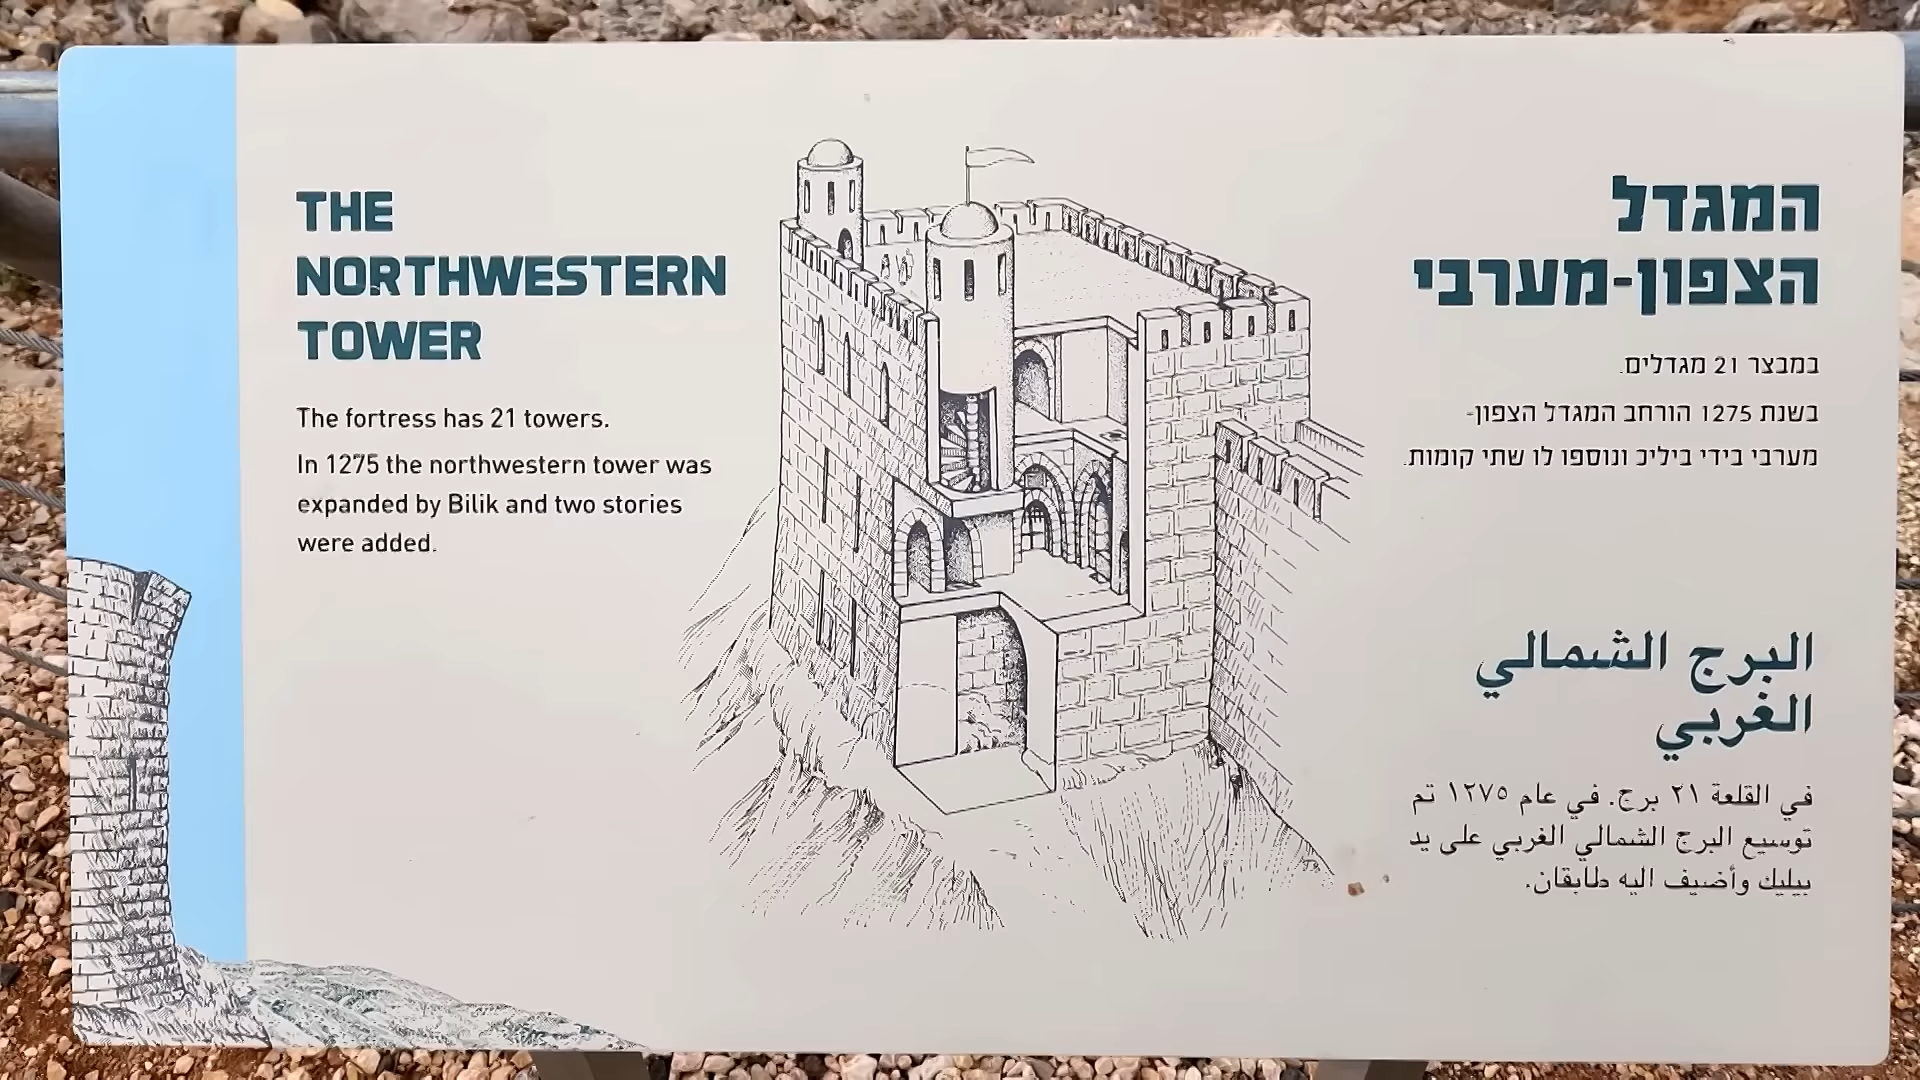 THE
NORTHWESTERN
TOWER
The fortress has 21 towers.
In 1275 the northwestern tower was
expanded by Bilik and two stories
were added.
המגדל
הצפון-מערבי
במבצר 21 מגדלים.
בשנת 1275 הורחב המגדל הצפון-
מערבי בידי ביליכ ונוספו לו שתי קומות.
البرج الشمالي
الغربي
في القلعة ٢١ برج. في عام ١٢٧٥ تم
توسيع البرج الشمالي الغربي على يد
بيليك وأضيف اليه طابقان.